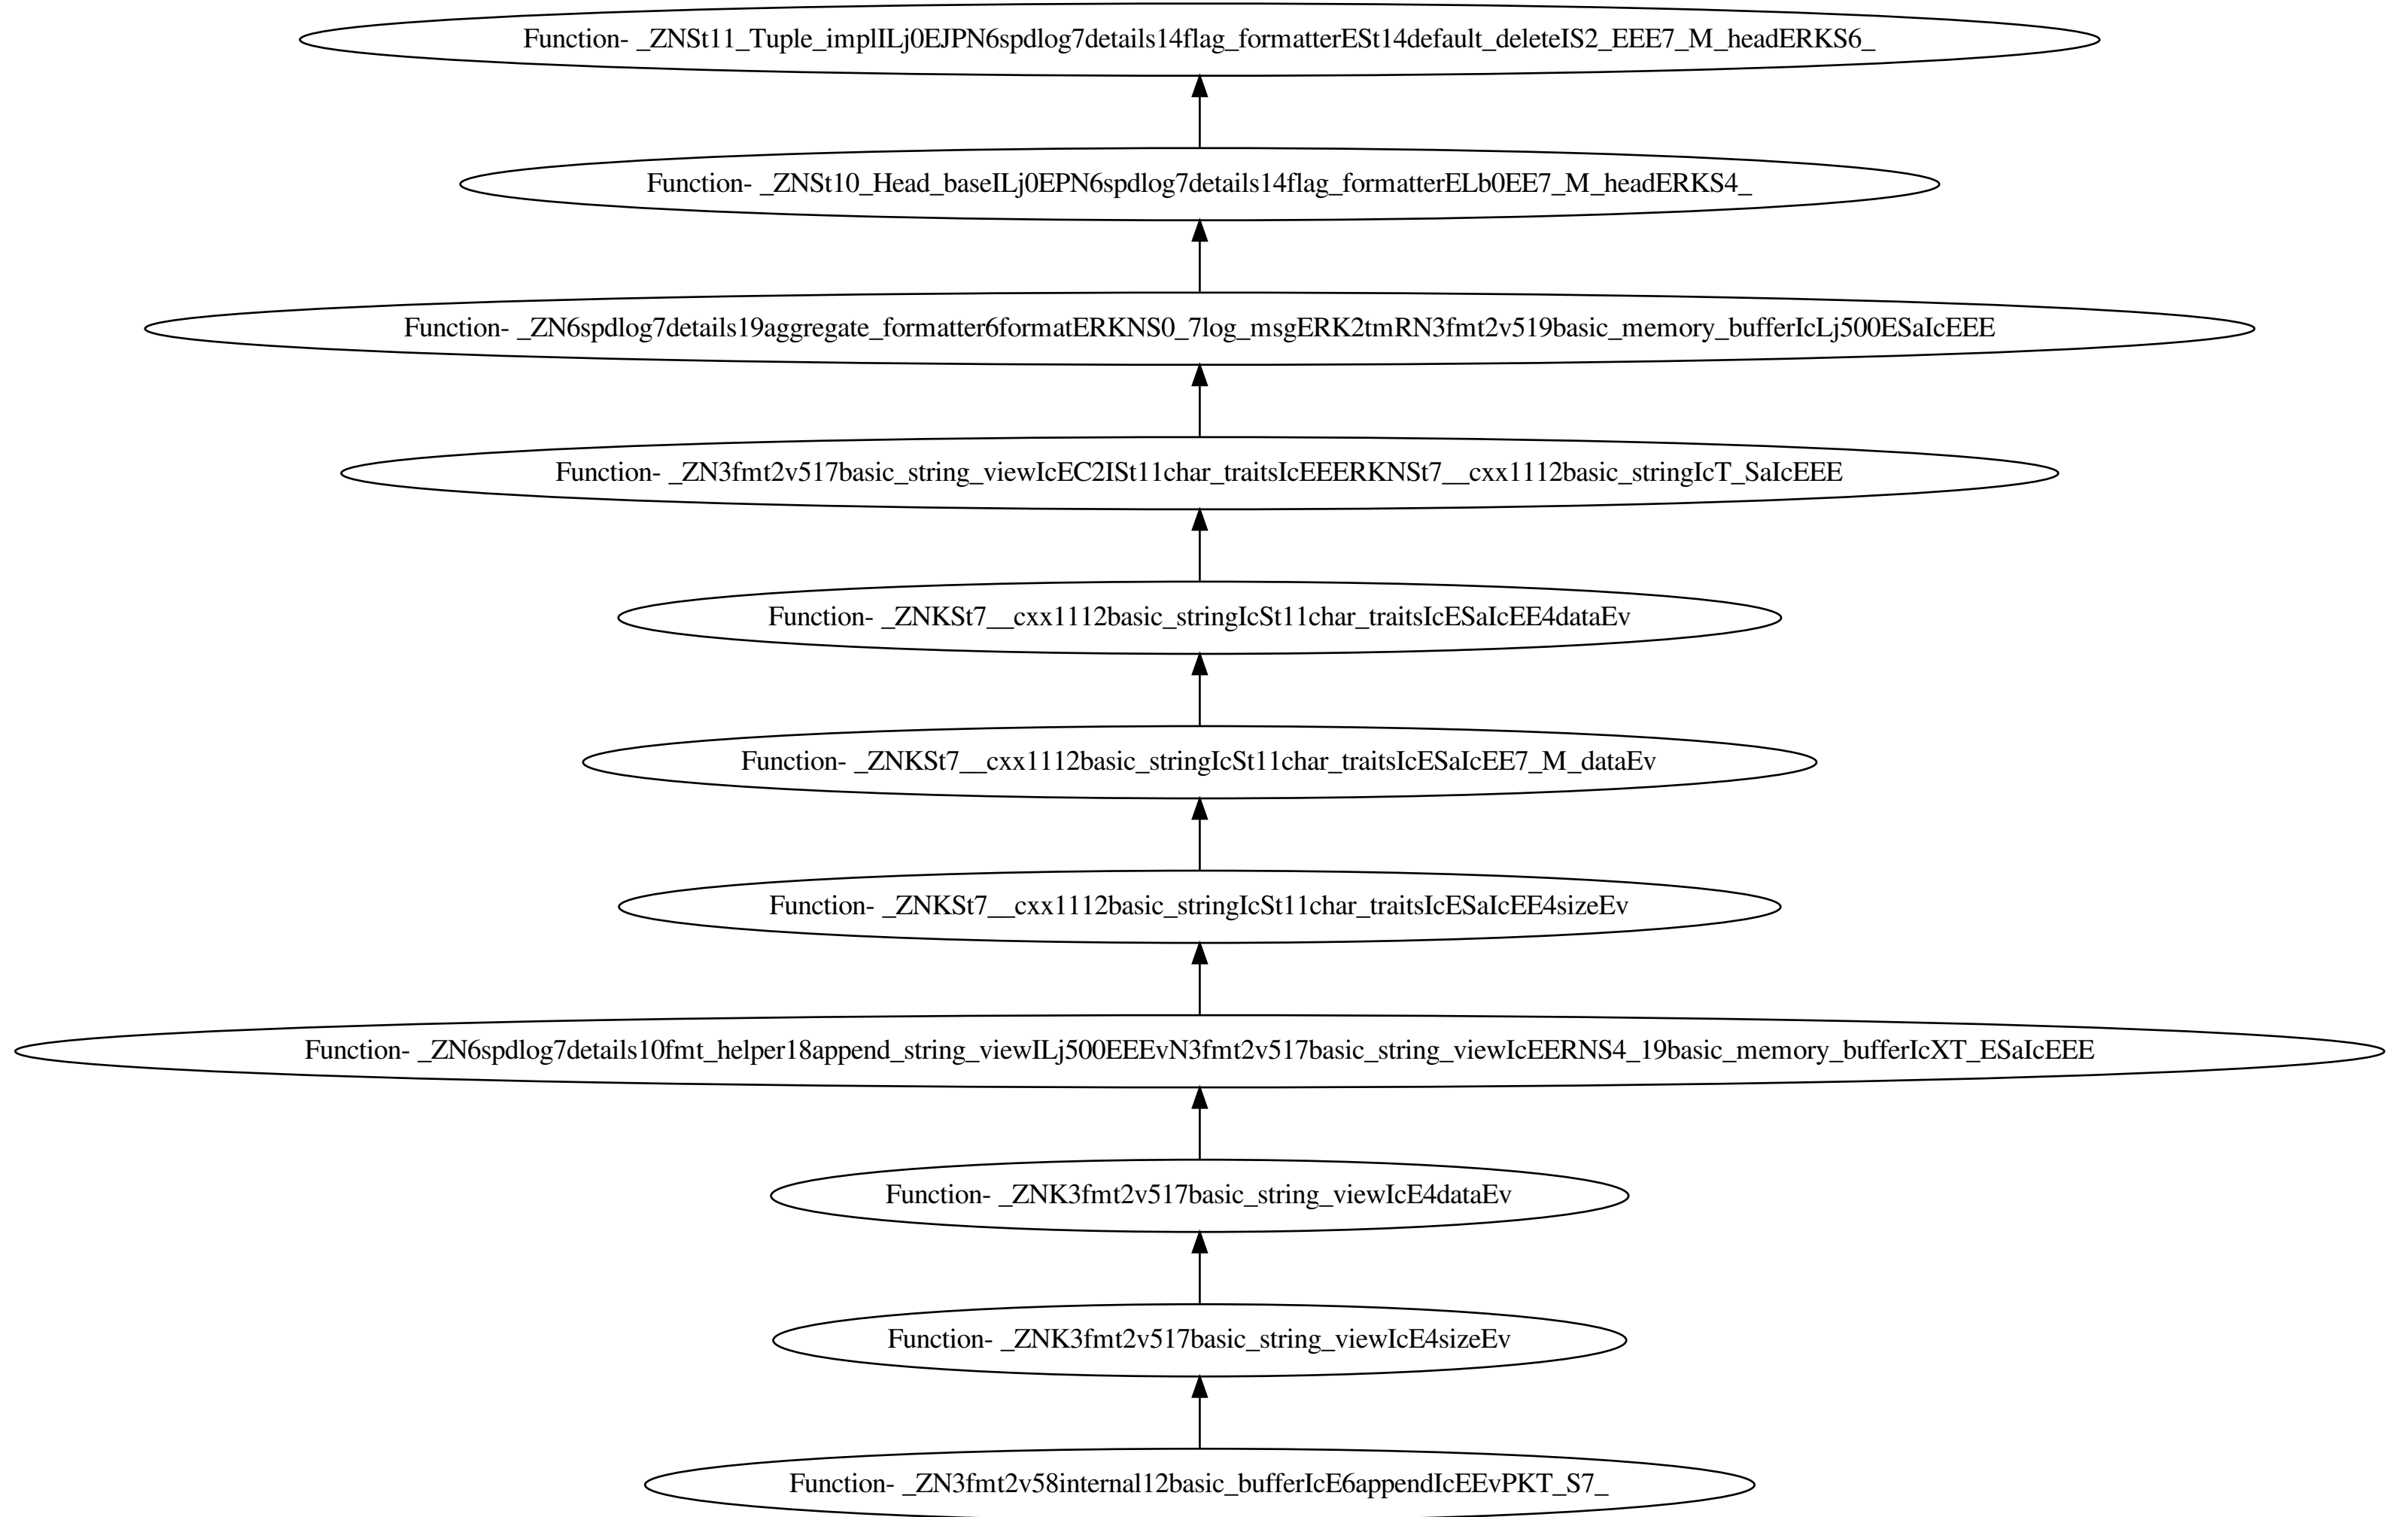 Function- _ZNSt11_Tuple_implILj0EJPN6spdlog7details14flag_formatterESt14default_deleteIS2_EEE7_M_headERKS6_
Function- _ZNSt10_Head_baseILj0EPN6spdlog7details14flag_formatterELb0EE7_M_headERKS4_
Function- _ZN6spdlog7details19aggregate_formatter6formatERKNS0_7log_msgERK2tmRN3fmt2v519basic_memory_bufferIcLj500ESaIcEEE
Function- _ZN3fmt2v517basic_string_viewIcEC2ISt11char_traitsIcEEERKNSt7__cxx1112basic_stringIcT_SaIcEEE
Function- _ZNKSt7__cxx1112basic_stringIcSt11char_traitsIcESaIcEE4dataEv
Function- _ZNKSt7__cxx1112basic_stringIcSt11char_traitsIcESaIcEE7_M_dataEv
Function- _ZNKSt7__cxx1112basic_stringIcSt11char_traitsIcESaIcEE4sizeEv
Function- _ZN6spdlog7details10fmt_helper18append_string_viewILj500EEEvN3fmt2v517basic_string_viewIcEERNS4_19basic_memory_bufferIcXT_ESaIcEEE
Function- _ZNK3fmt2v517basic_string_viewIcE4dataEv
Function- _ZNK3fmt2v517basic_string_viewIcE4sizeEv
Function- _ZN3fmt2v58internal12basic_bufferIcE6appendIcEEvPKT_S7_